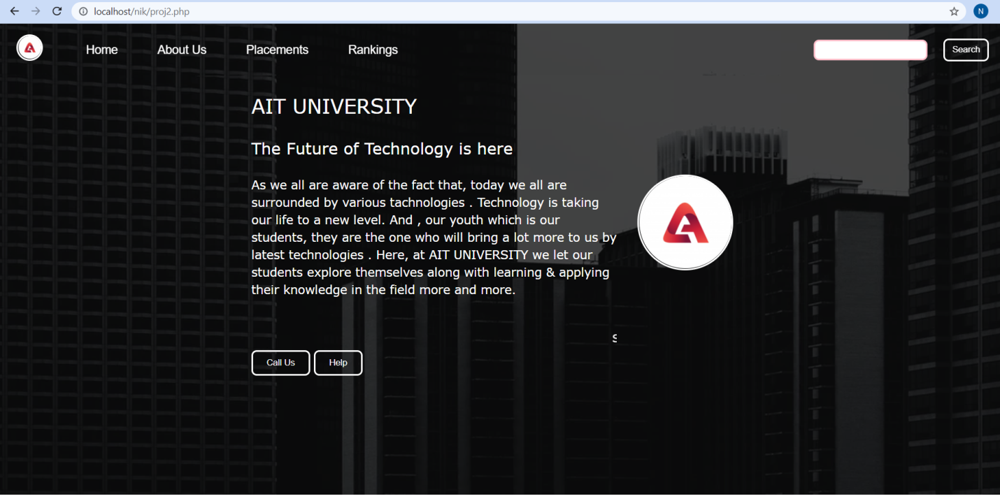 localhost/nik/proj2.php
N
Home About Us Placements Rankings Search
AIT UNIVERSITY
The Future of Technology is here
As we all are aware of the fact that, today we all are
surrounded by various tachnologies . Technology is taking
our life to a new level. And , our youth which is our
students, they are the one who will bring a lot more to us by
latest technologies . Here, at AIT UNIVERSITY we let our
students explore themselves along with learning & applying
their knowledge in the field more and more.
S
Call Us Help